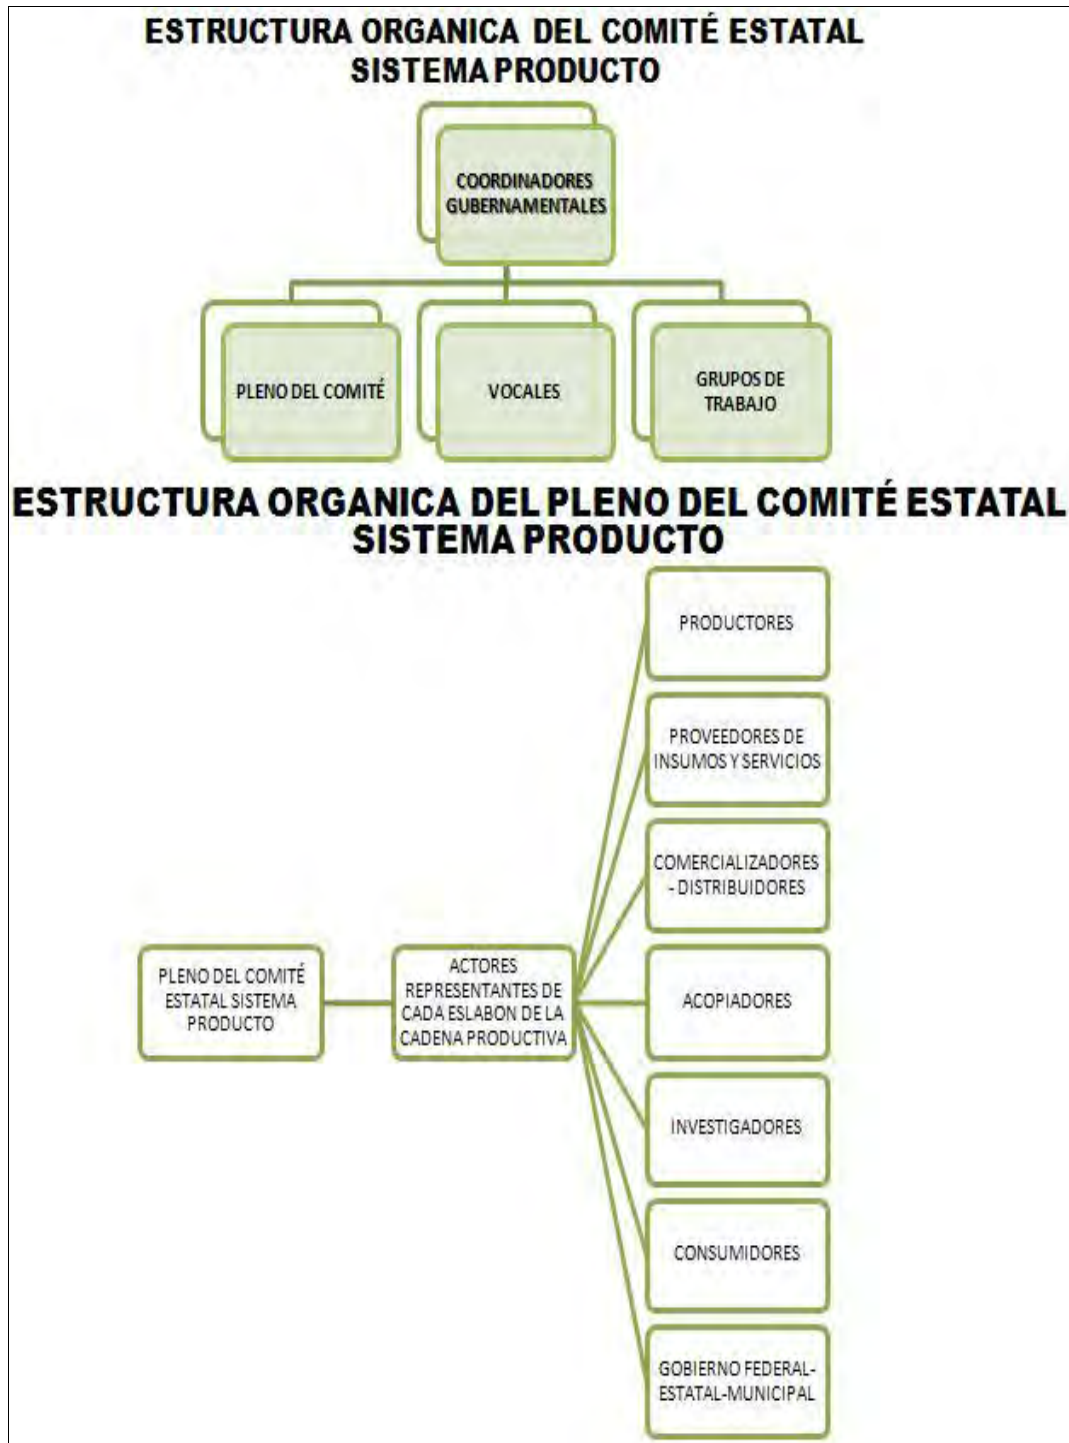 ESTRUCTURA ORGANICA DEL COMITÉ ESTATAL
SISTEMA PRODUCTO
COORDINADORES
GUBERNAMENTALES
PLENO DEL COMITÉ
VOCALES
GRUPOS DE
TRABAJO
ESTRUCTURA ORGANICA DEL PLENO DEL COMITÉ ESTATAL
SISTEMA PRODUCTO
PLENO DEL COMITÉ
ESTATAL SISTEMA
PRODUCTO
ACTORES
REPRESENTANTES DE
CADA ESLABON DE LA
CADENA PRODUCTIVA
PRODUCTORES
PROVEEDORES DE
INSUMOS Y SERVICIOS
COMERCIALIZADORES
- DISTRIBUIDORES
ACOPIADORES
INVESTIGADORES
CONSUMIDORES
GOBIERNO FEDERAL-
ESTATAL-MUNICIPAL